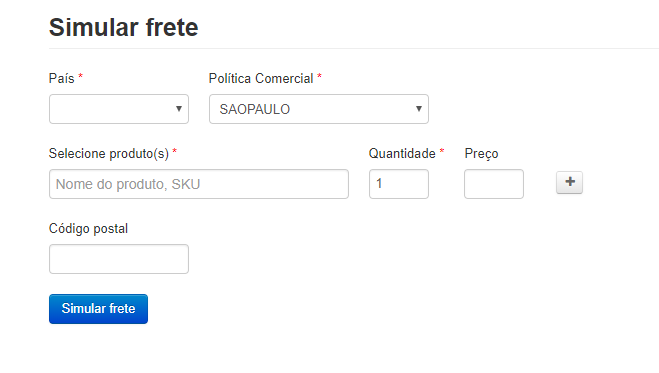 Simular frete
País * Política Comercial *
SAOPAULO
Selecione produto(s) * Quantidade * Preço
Nome do produto, SKU 1 +
Código postal
Simular frete